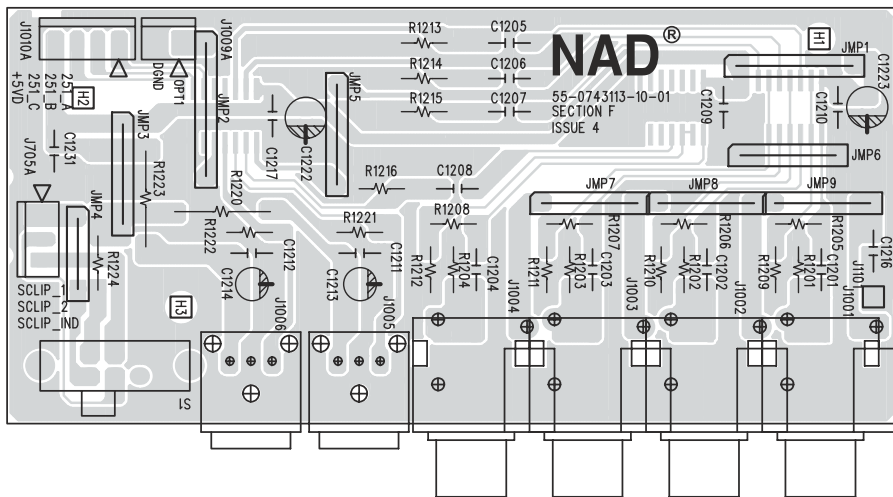 J1010A
+5VD
251_C
251_B
251_A
H2
DGND
OPT1
J1009A
JMP2
JMP3
C1231
J705A
JMP4
R1223
R1224
R1220
R1222
C1217
C1222
JMP5
R1213
C1205
R1214
C1206
R1215
C1207
NAD®
55-0743113-10-01
SECTION F
ISSUE 4
H1
JMP1
C1223
C1209
C1210
JMP6
R1216
C1208
R1208
R1221
JMP7
JMP8
JMP9
C1212
C1214
C1211
C1213
R1212
R1204
C1204
R1211
R1203
C1203
R1207
R1210
R1202
C1202
R1206
R1209
R1201
C1201
R1205
C1216
J1101
SCLIP_1
SCLIP_2
SCLIP_IND
H3
J1006
J1005
J1004
J1003
J1002
J1001
S1